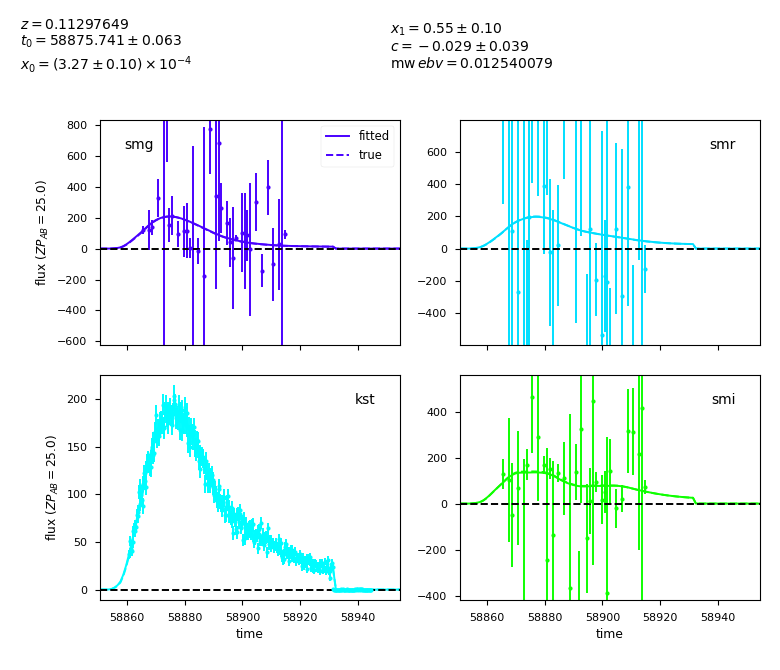 z = 0.11297649
t₀ = 58875.741 ± 0.063
x₀ = (3.27 ± 0.10) × 10⁻⁴
x₁ = 0.55 ± 0.10
c = −0.029 ± 0.039
mw ebv = 0.012540079
smg
fitted
true
800
600
400
200
0
−200
−400
−600
flux (ZP_AB = 25.0)
smr
600
400
200
0
−200
−400
kst
200
150
100
50
0
flux (ZP_AB = 25.0)
58860 58880 58900 58920 58940
time
smi
400
200
0
−200
−400
58860 58880 58900 58920 58940
time